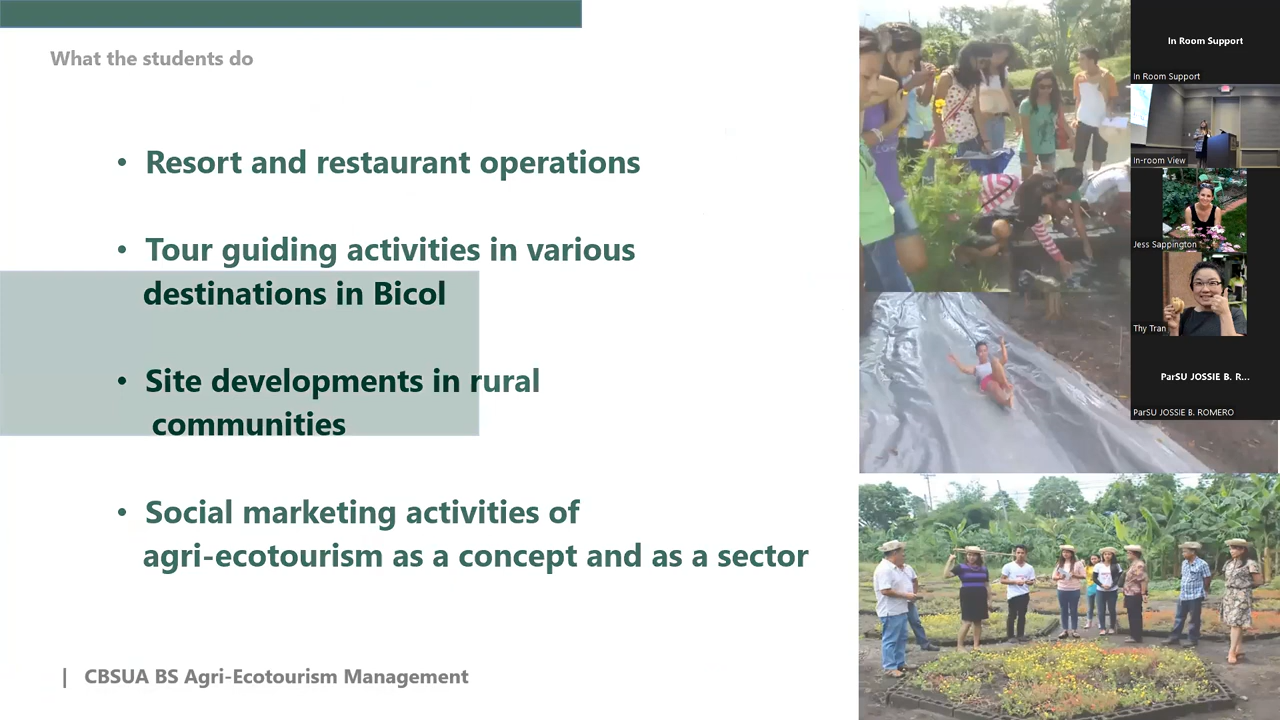 What the students do
• Resort and restaurant operations
• Tour guiding activities in various
destinations in Bicol
• Site developments in rural
communities
• Social marketing activities of
agri-ecotourism as a concept and as a sector
| CBSUA BS Agri-Ecotourism Management
In Room Support
In Room Support
In-room View
Jess Sappington
Thy Tran
ParSU JOSSIE B. R...
ParSU JOSSIE B. ROMERO